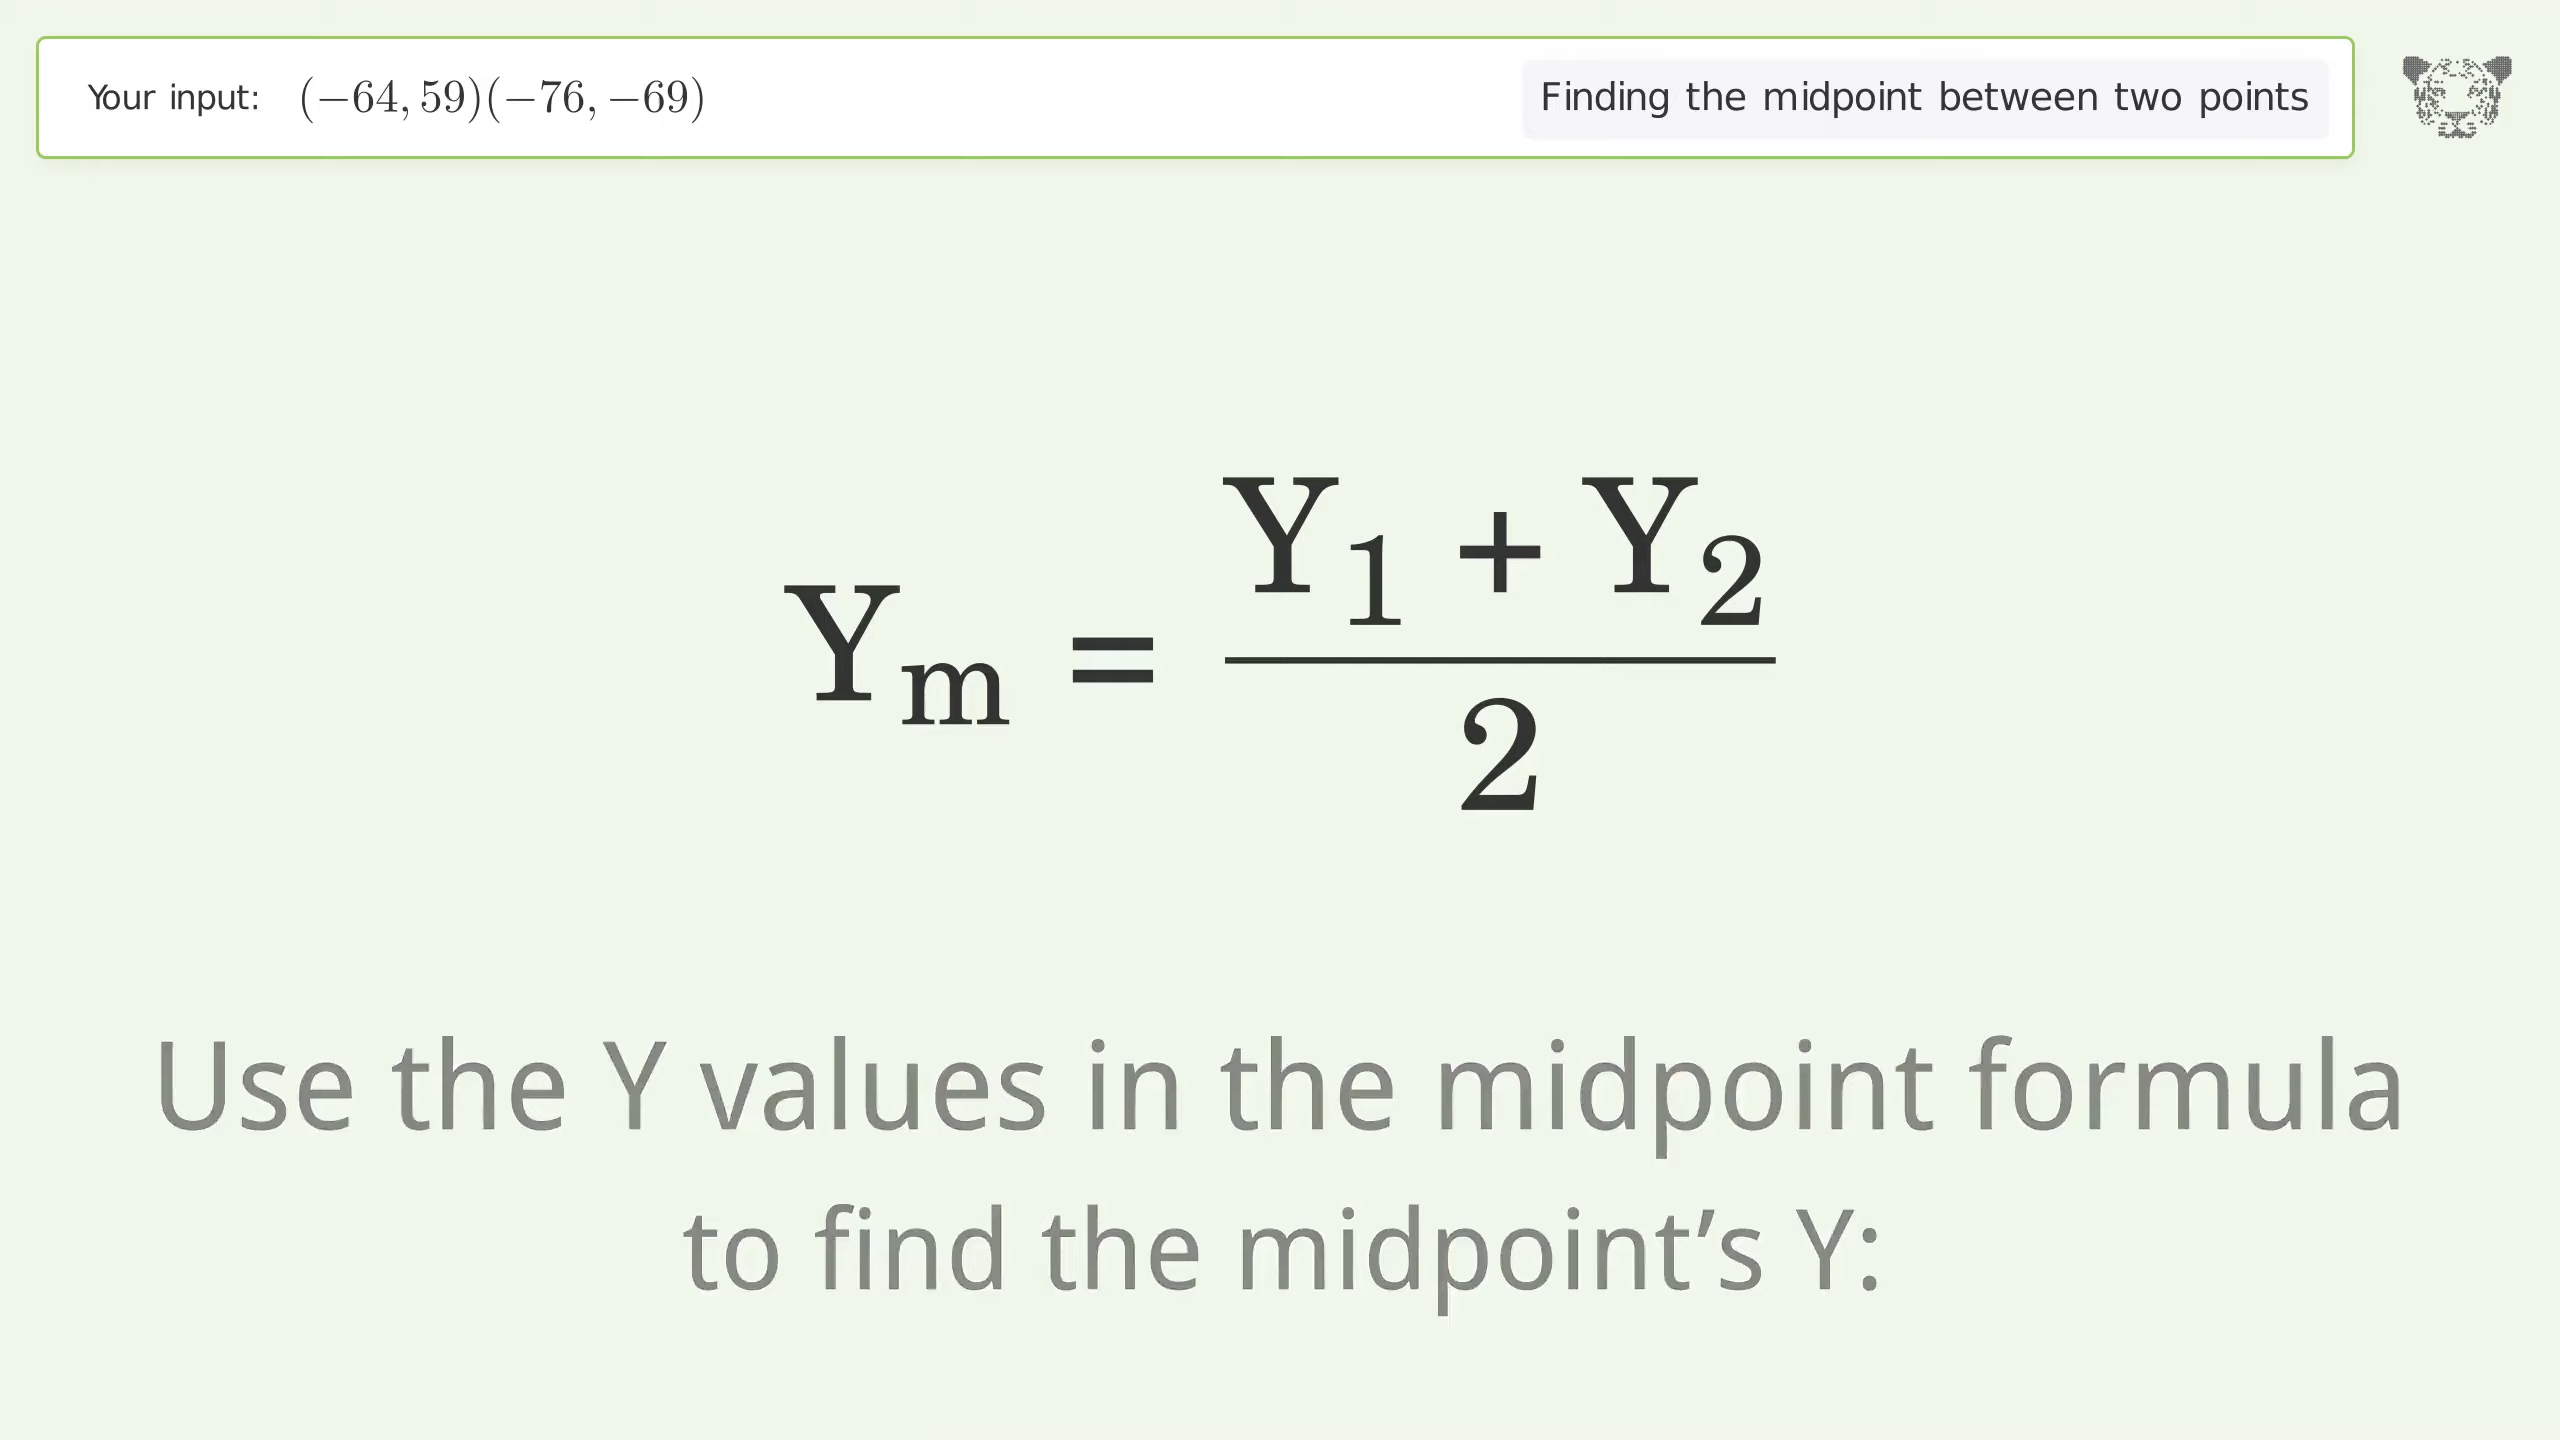 Your input: (−64, 59)(−76, −69)
Finding the midpoint between two points
Yₘ = (Y₁ + Y₂) / 2
Use the Y values in the midpoint formula
to find the midpoint’s Y: